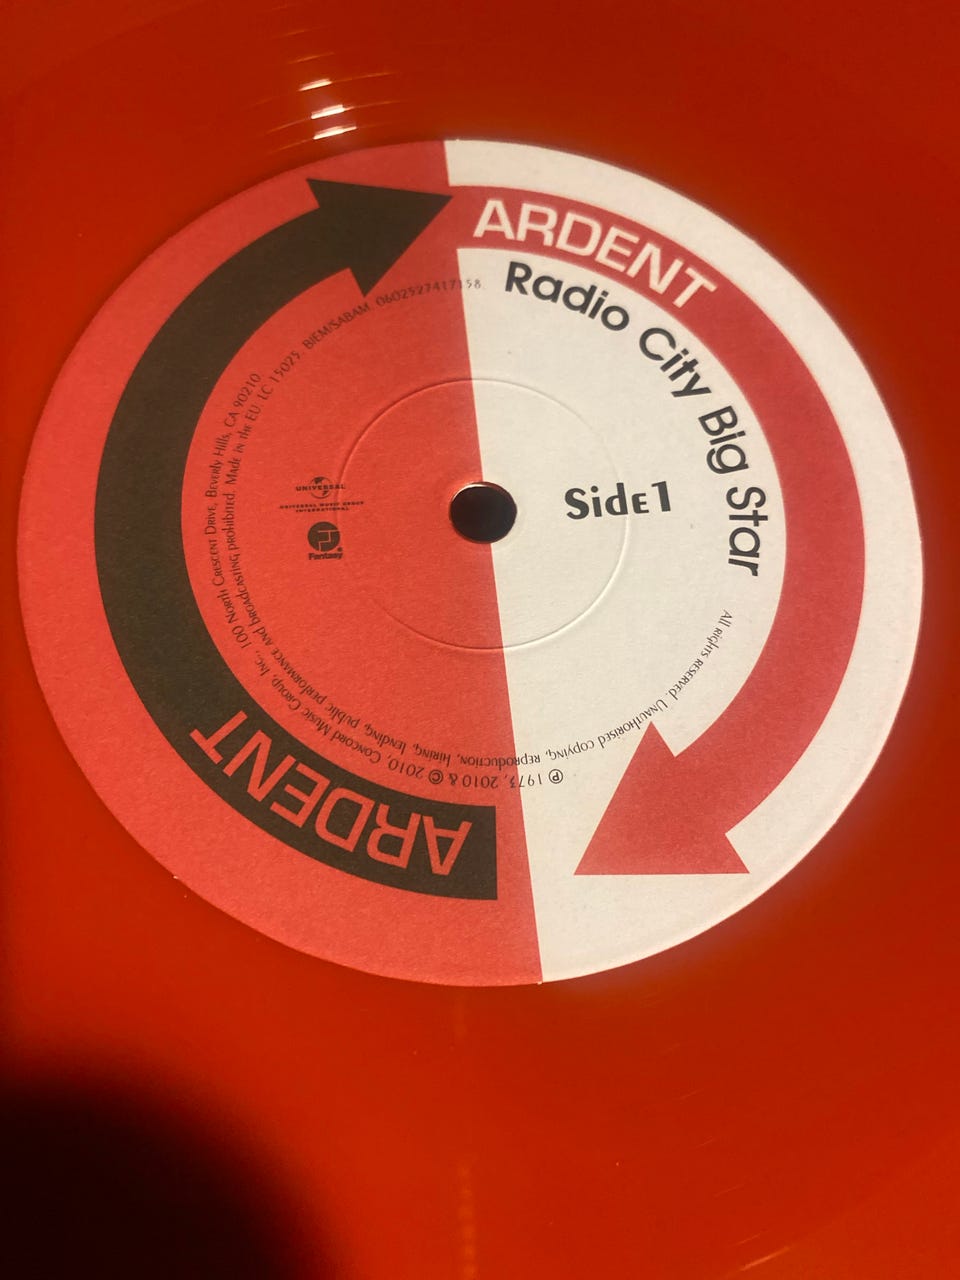 ARDENT
Radio City Big Star
Side 1
UNIVERSAL
UNIVERSAL MUSIC GROUP
INTERNATIONAL
Fantasy
℗ 1973, 2010 & © 2010, Concord Music Group, Inc., 100 North Crescent Drive, Beverly Hills, CA 90210
All rights reserved. Unauthorised copying, reproduction, hiring, lending, public performance and broadcasting prohibited. Made in the EU. LC 15025. BIEM/SABAM. 0602527417158
ARDENT